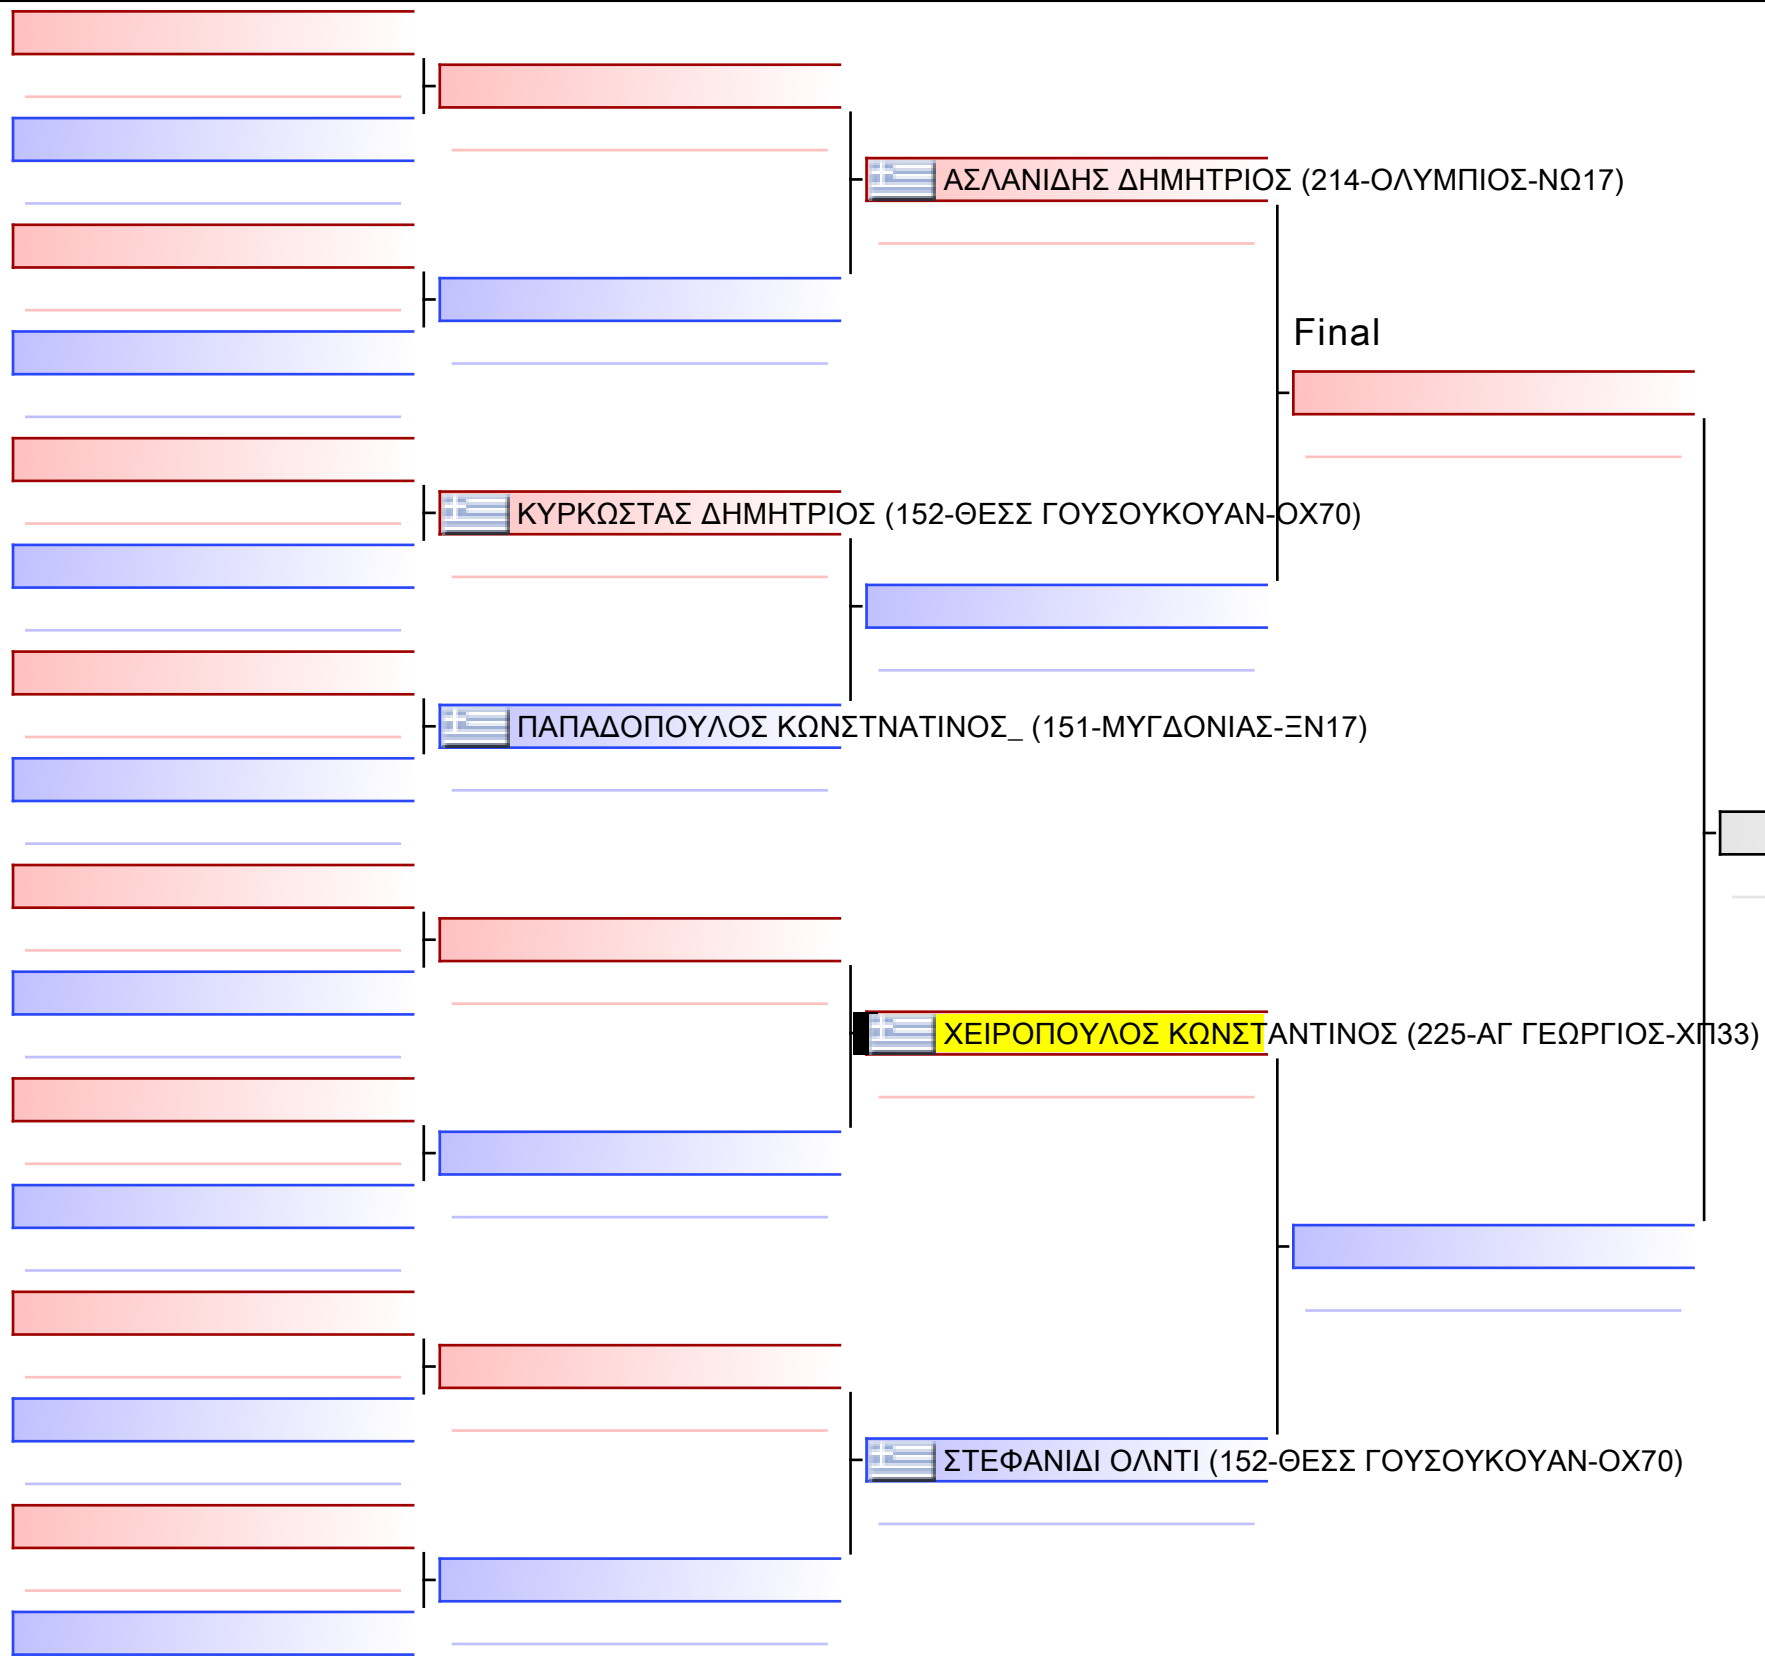 ΑΣΛΑΝΙΔΗΣ ΔΗΜΗΤΡΙΟΣ (214-ΟΛΥΜΠΙΟΣ-ΝΩ17)
Final
ΚΥΡΚΩΣΤΑΣ ΔΗΜΗΤΡΙΟΣ (152-ΘΕΣΣ ΓΟΥΣΟΥΚΟΥΑΝ-ΟΧ70)
ΠΑΠΑΔΟΠΟΥΛΟΣ ΚΩΝΣΤΝΑΤΙΝΟΣ_ (151-ΜΥΓΔΟΝΙΑΣ-ΞΝ17)
ΧΕΙΡΟΠΟΥΛΟΣ ΚΩΝΣΤΑΝΤΙΝΟΣ (225-ΑΓ ΓΕΩΡΓΙΟΣ-ΧΠ33)
ΣΤΕΦΑΝΙΔΙ ΟΛΝΤΙ (152-ΘΕΣΣ ΓΟΥΣΟΥΚΟΥΑΝ-ΟΧ70)